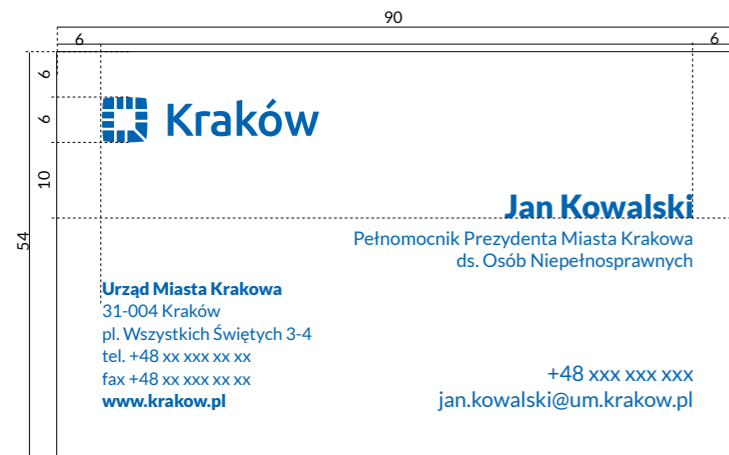 90
6
6
6
6
10
54
Kraków
Jan Kowalski
Pełnomocnik Prezydenta Miasta Krakowa
ds. Osób Niepełnosprawnych
Urząd Miasta Krakowa
31-004 Kraków
pl. Wszystkich Świętych 3-4
tel. +48 xx xxx xx xx
fax +48 xx xxx xx xx
www.krakow.pl
+48 xxx xxx xxx
jan.kowalski@um.krakow.pl